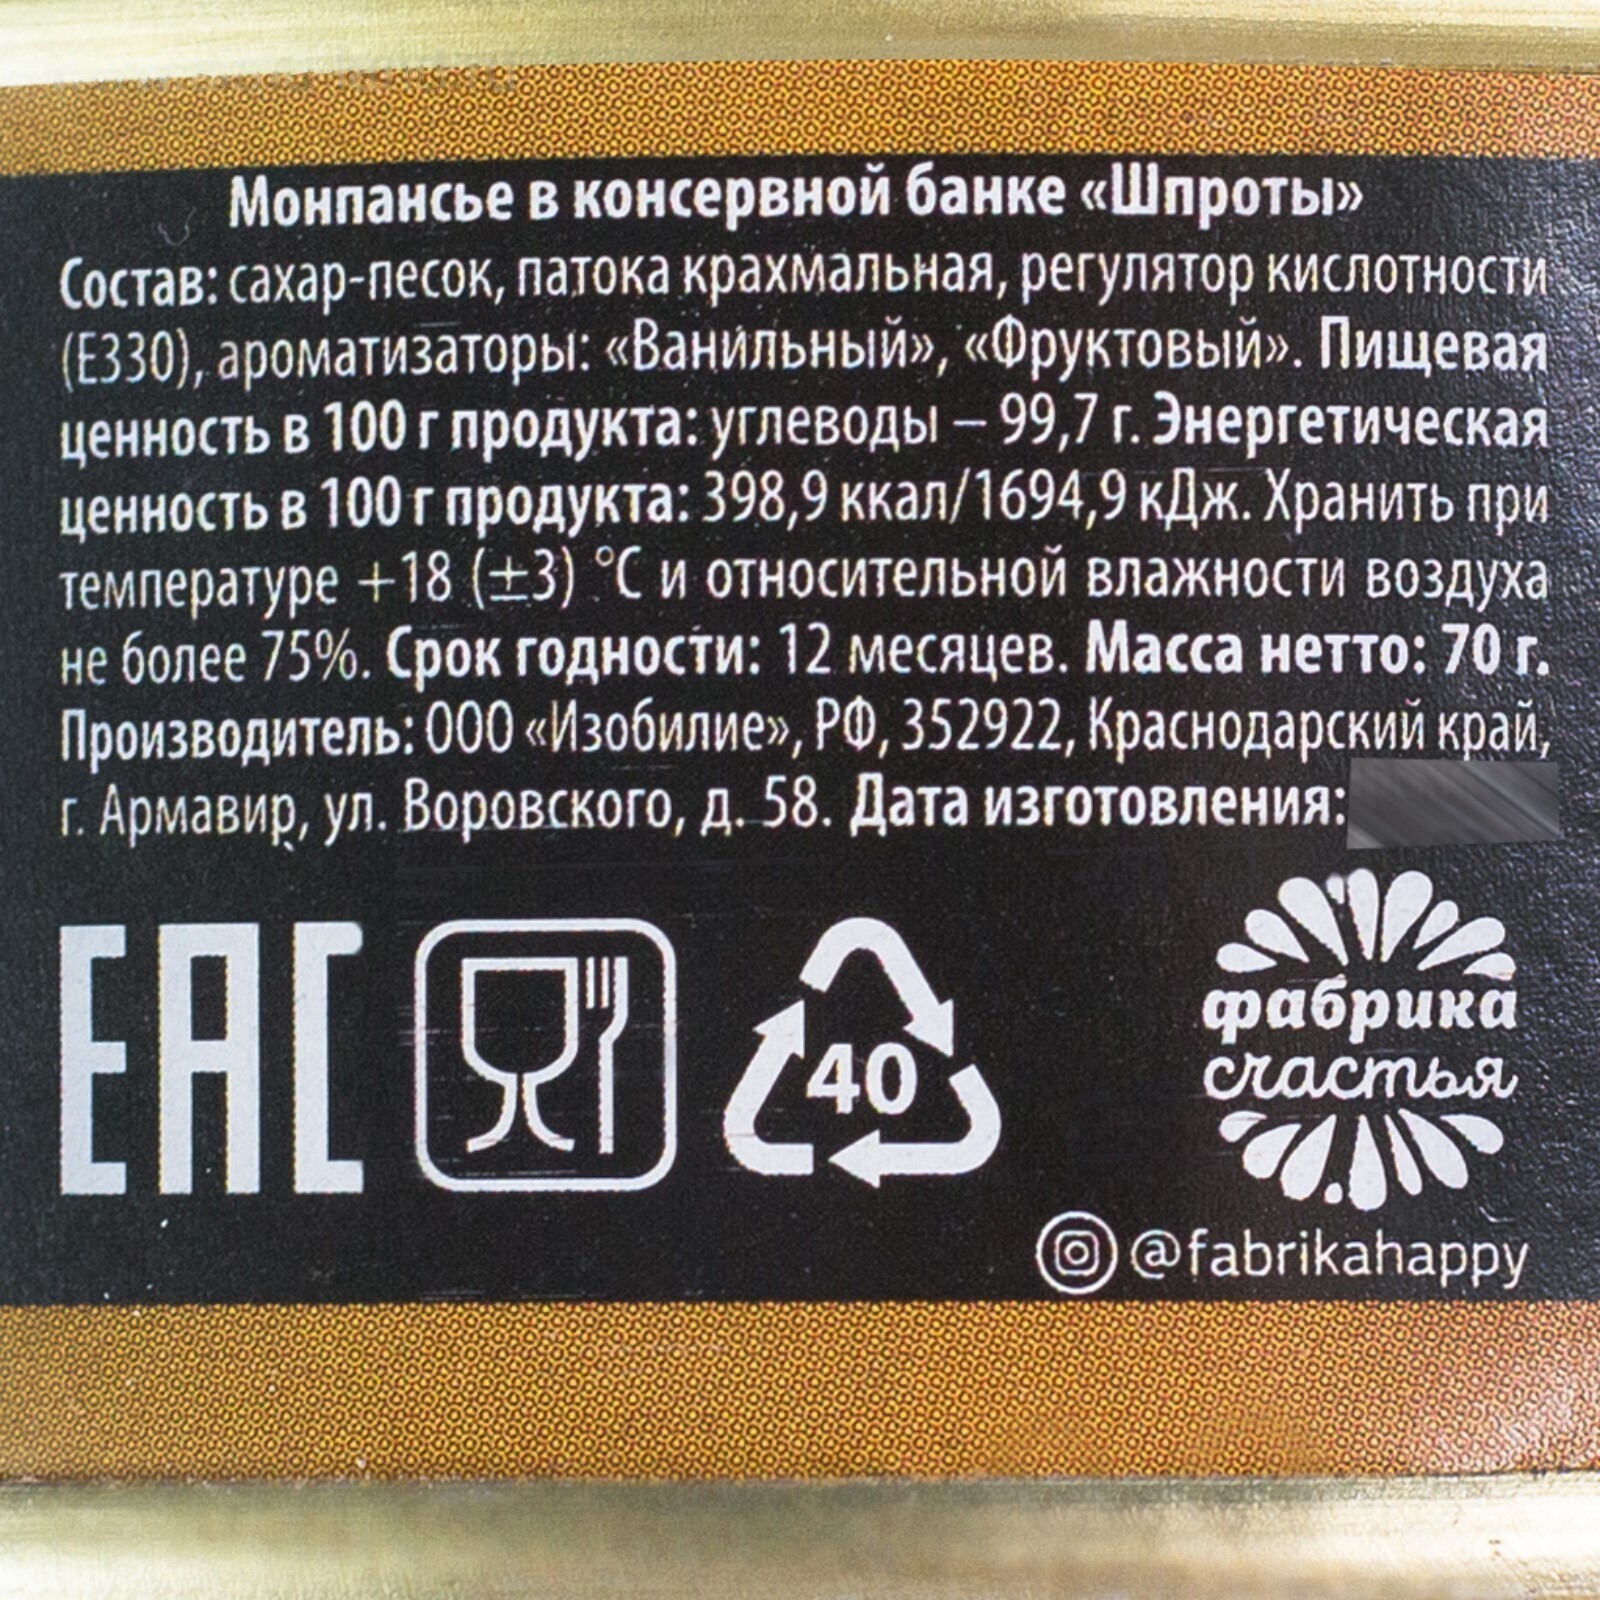 Монпансье в консервной банке «Шпроты»
Состав: сахар-песок, патока крахмальная, регулятор кислотности
(Е330), ароматизаторы: «Ванильный», «Фруктовый». Пищевая
ценность в 100 г продукта: углеводы – 99,7 г. Энергетическая
ценность в 100 г продукта: 398,9 ккал/1694,9 кДж. Хранить при
температуре +18 (±3) °С и относительной влажности воздуха
не более 75%. Срок годности: 12 месяцев. Масса нетто: 70 г.
Производитель: ООО «Изобилие», РФ, 352922, Краснодарский край,
г. Армавир, ул. Воровского, д. 58. Дата изготовления:
ЕАС
40
фабрика
счастья
@fabrikahappy